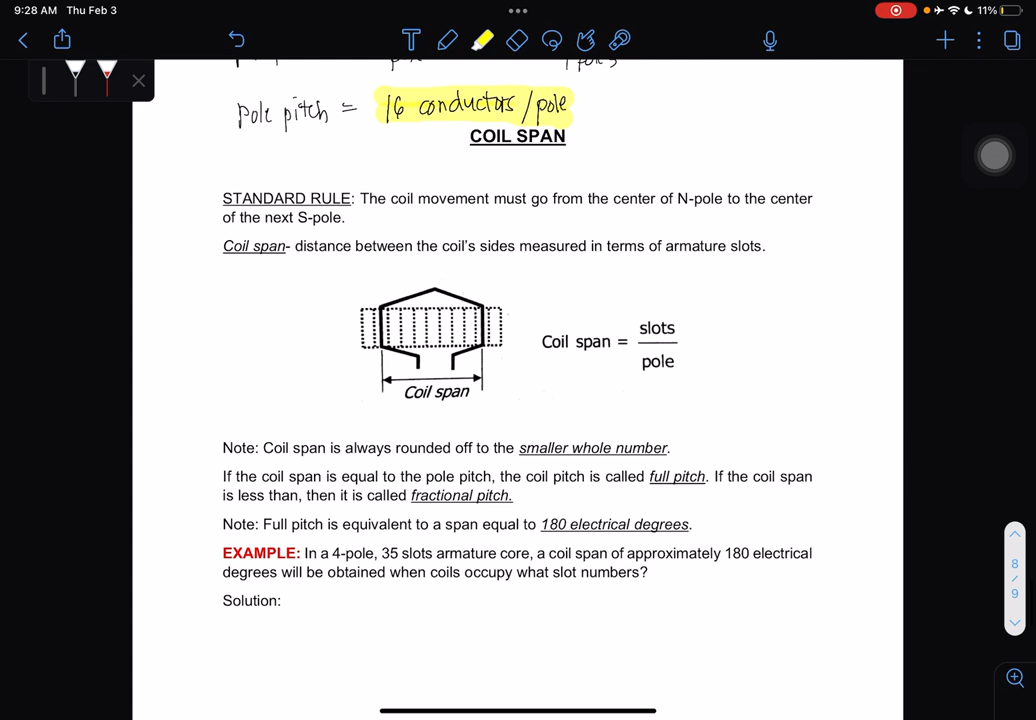 9:28 AM Thu Feb 3
11%
T
pole pitch = 16 conductors/pole
COIL SPAN
STANDARD RULE: The coil movement must go from the center of N-pole to the center
of the next S-pole.
Coil span- distance between the coil's sides measured in terms of armature slots.
Coil span = slots
pole
Coil span
Note: Coil span is always rounded off to the smaller whole number.
If the coil span is equal to the pole pitch, the coil pitch is called full pitch. If the coil span
is less than, then it is called fractional pitch.
Note: Full pitch is equivalent to a span equal to 180 electrical degrees.
EXAMPLE: In a 4-pole, 35 slots armature core, a coil span of approximately 180 electrical
degrees will be obtained when coils occupy what slot numbers?
Solution:
8
/
9